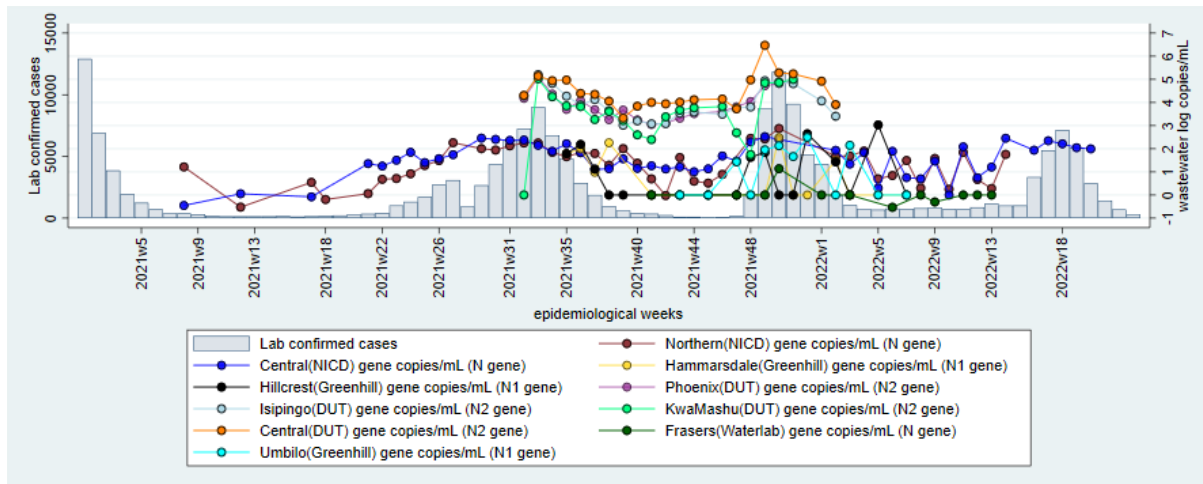 Lab confirmed cases
15000
10000
5000
0
7
6
5
4
3
2
1
0
-1
wastewater log copies/mL
2021w5
2021w9
2021w13
2021w18
2021w22
2021w26
2021w31
2021w35
2021w40
2021w44
2021w48
2022w1
2022w5
2022w9
2022w13
2022w18
epidemiological weeks
Lab confirmed cases
Northern(NICD) gene copies/mL (N gene)
Central(NICD) gene copies/mL (N gene)
Hammarsdale(Greenhill) gene copies/mL (N1 gene)
Hillcrest(Greenhill) gene copies/mL (N1 gene)
Phoenix(DUT) gene copies/mL (N2 gene)
Isipingo(DUT) gene copies/mL (N2 gene)
KwaMashu(DUT) gene copies/mL (N2 gene)
Central(DUT) gene copies/mL (N2 gene)
Frasers(Waterlab) gene copies/mL (N gene)
Umbilo(Greenhill) gene copies/mL (N1 gene)